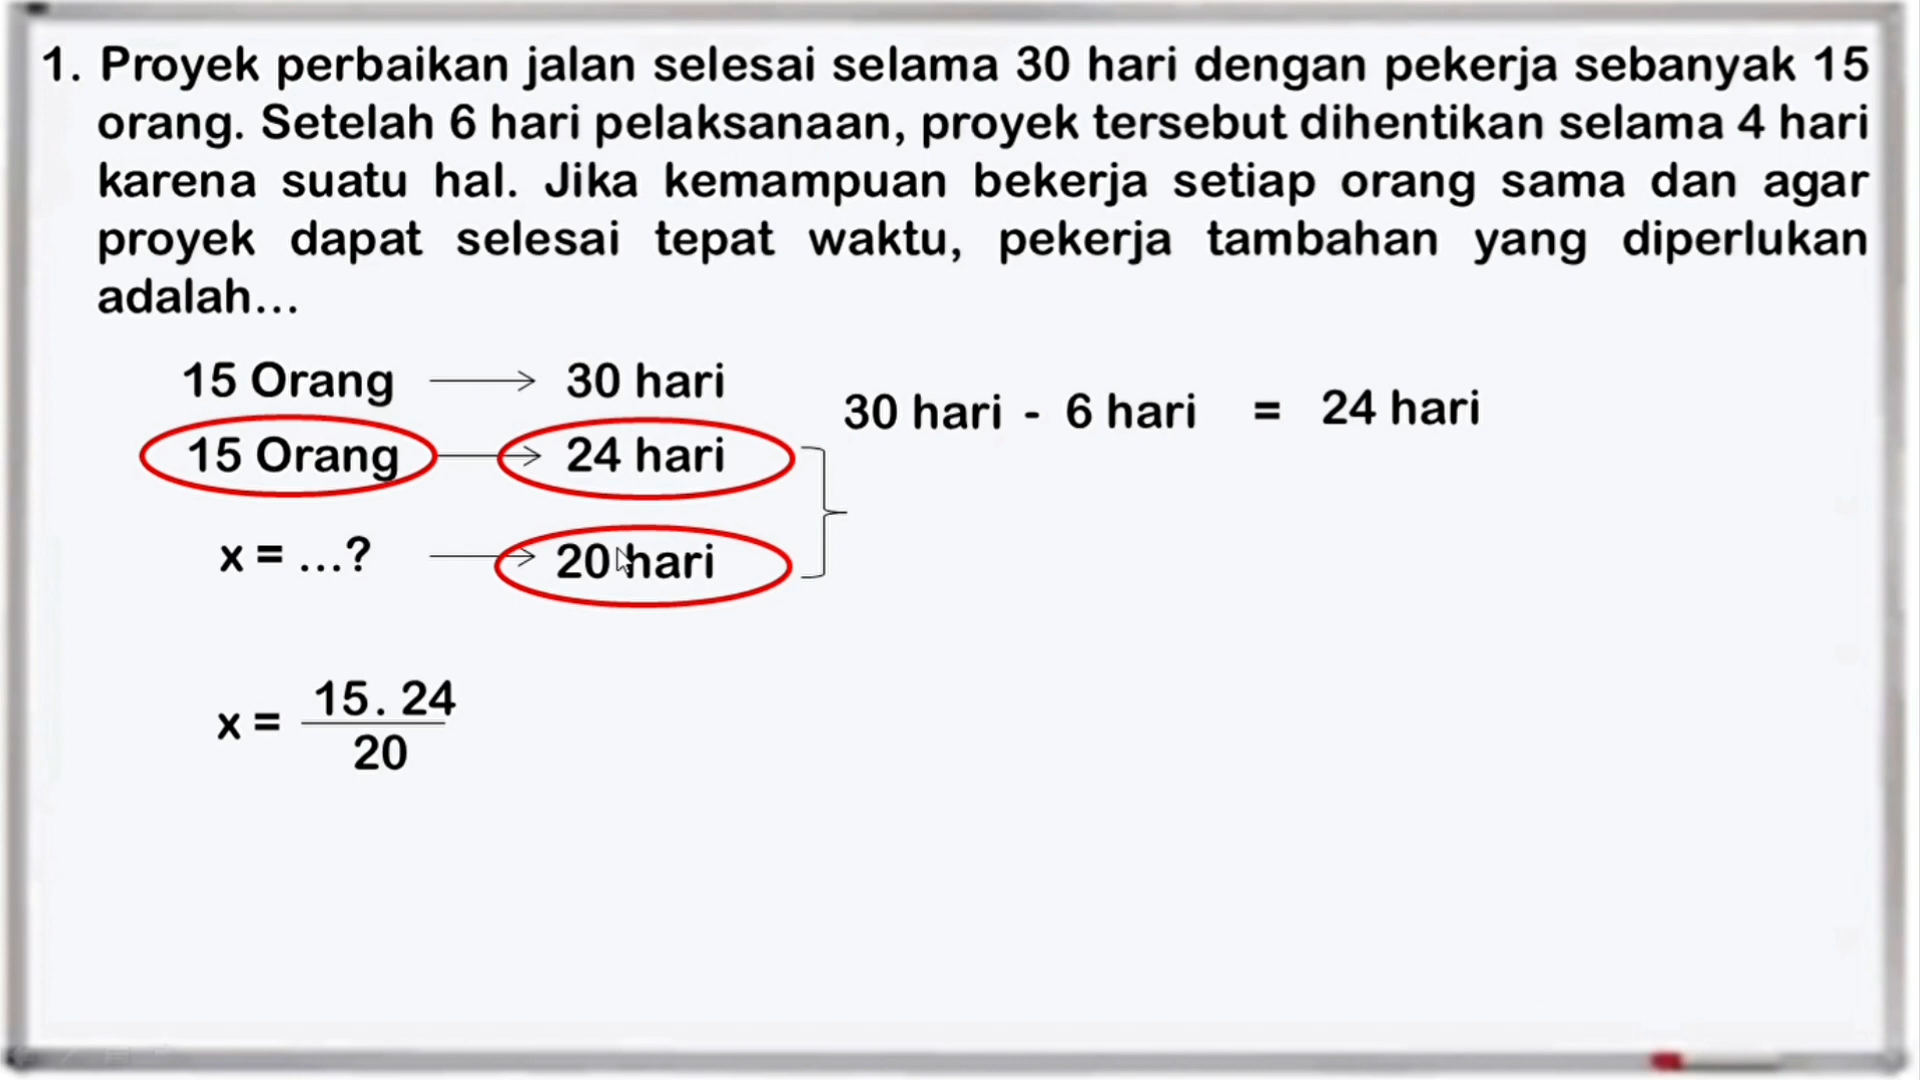 1. Proyek perbaikan jalan selesai selama 30 hari dengan pekerja sebanyak 15
orang. Setelah 6 hari pelaksanaan, proyek tersebut dihentikan selama 4 hari
karena suatu hal. Jika kemampuan bekerja setiap orang sama dan agar
proyek dapat selesai tepat waktu, pekerja tambahan yang diperlukan
adalah...
15 Orang → 30 hari
30 hari - 6 hari = 24 hari
15 Orang → 24 hari
x = ...? → 20 hari
15. 24
x =
20